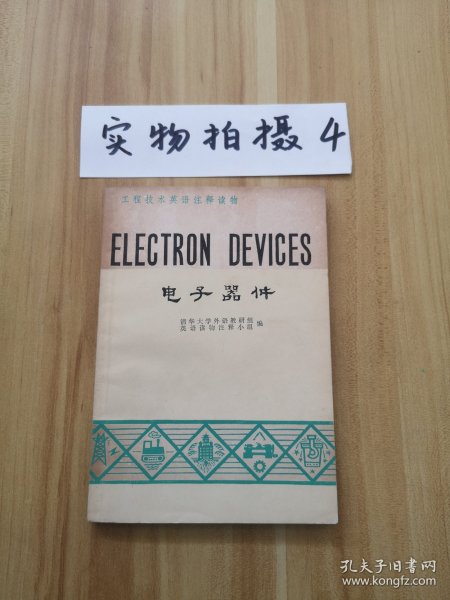 实物拍摄4
工程技术英语注释读物
ELECTRON DEVICES
电子器件
清华大学外语教研组
英语读物注释小组 编
孔夫子旧书网
www.kongfz.com